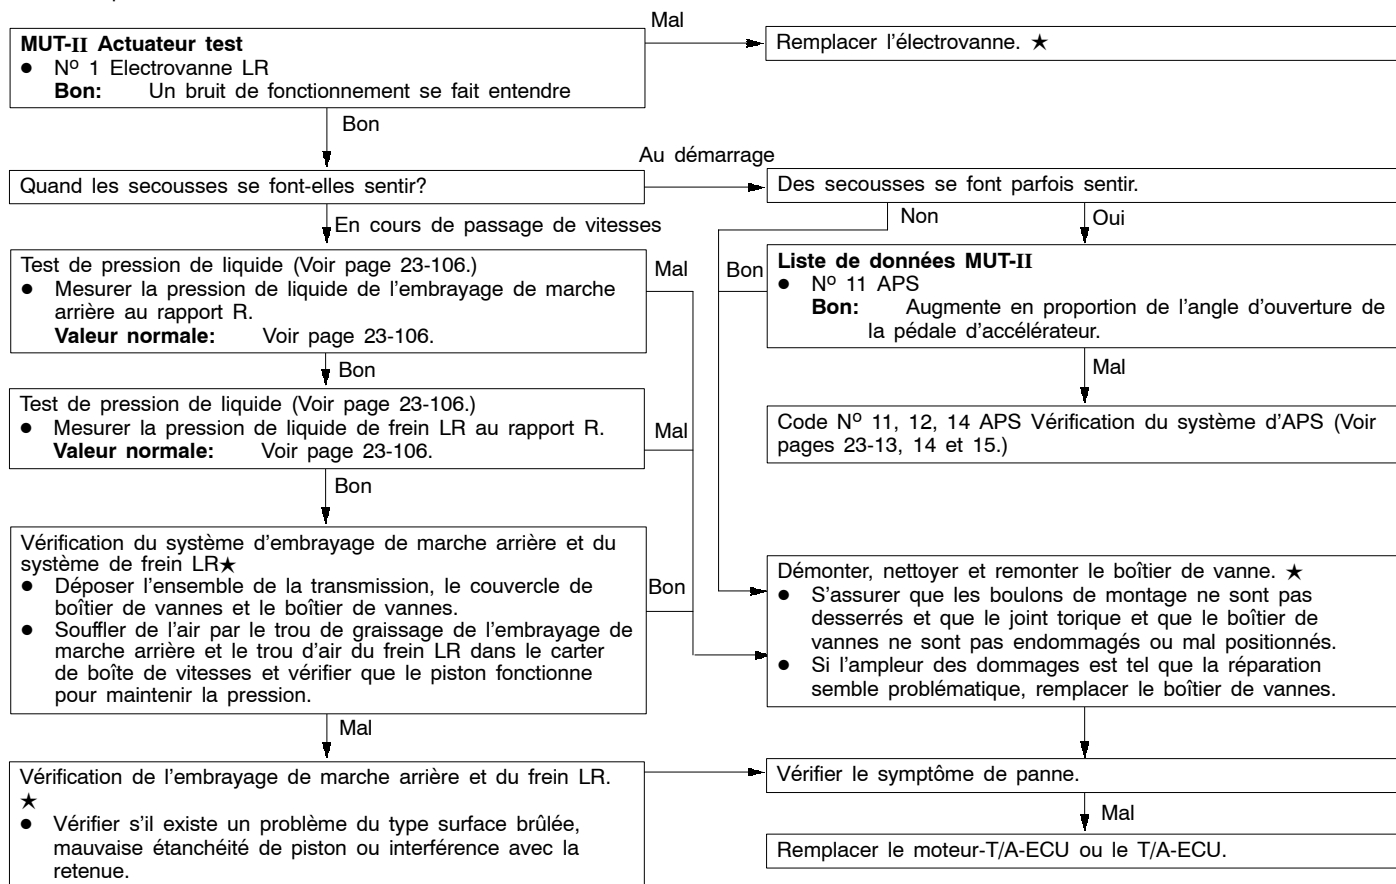 MUT-II Actuateur test
● Nº 1 Electrovanne LR
Bon: Un bruit de fonctionnement se fait entendre
Mal
Remplacer l'électrovanne. ★
Bon
Quand les secousses se font-elles sentir?
Au démarrage
Des secousses se font parfois sentir.
En cours de passage de vitesses
Non
Oui
Test de pression de liquide (Voir page 23-106.)
● Mesurer la pression de liquide de l'embrayage de marche
arrière au rapport R.
Valeur normale: Voir page 23-106.
Mal
Bon
Liste de données MUT-II
● Nº 11 APS
Bon: Augmente en proportion de l'angle d'ouverture de
la pédale d'accélérateur.
Bon
Mal
Test de pression de liquide (Voir page 23-106.)
● Mesurer la pression de liquide de frein LR au rapport R.
Valeur normale: Voir page 23-106.
Mal
Code Nº 11, 12, 14 APS Vérification du système d'APS (Voir
pages 23-13, 14 et 15.)
Bon
Vérification du système d'embrayage de marche arrière et du
système de frein LR★
● Déposer l'ensemble de la transmission, le couvercle de
boîtier de vannes et le boîtier de vannes.
● Souffler de l'air par le trou de graissage de l'embrayage de
marche arrière et le trou d'air du frein LR dans le carter
de boîte de vitesses et vérifier que le piston fonctionne
pour maintenir la pression.
Bon
Démonter, nettoyer et remonter le boîtier de vanne. ★
● S'assurer que les boulons de montage ne sont pas
desserrés et que le joint torique et que le boîtier de
vannes ne sont pas endommagés ou mal positionnés.
● Si l'ampleur des dommages est tel que la réparation
semble problématique, remplacer le boîtier de vannes.
Mal
Vérification de l'embrayage de marche arrière et du frein LR.
★
● Vérifier s'il existe un problème du type surface brûlée,
mauvaise étanchéité de piston ou interférence avec la
retenue.
Vérifier le symptôme de panne.
Mal
Remplacer le moteur-T/A-ECU ou le T/A-ECU.